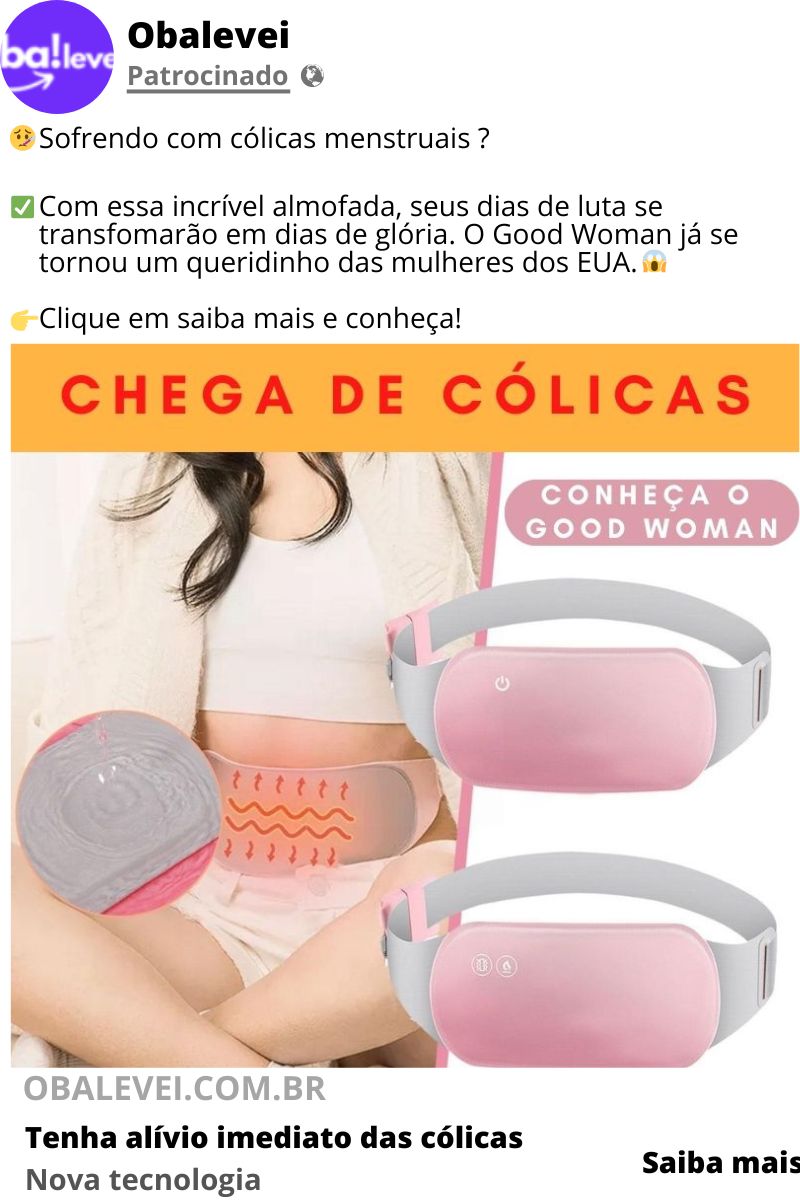 ba!leve
Obalevei
Patrocinado
Sofrendo com cólicas menstruais ?
Com essa incrível almofada, seus dias de luta se
transfomarão em dias de glória. O Good Woman já se
tornou um queridinho das mulheres dos EUA.
Clique em saiba mais e conheça!
CHEGA DE CÓLICAS
CONHEÇA O
GOOD WOMAN
OBALEVEI.COM.BR
Tenha alívio imediato das cólicas
Nova tecnologia
Saiba mais